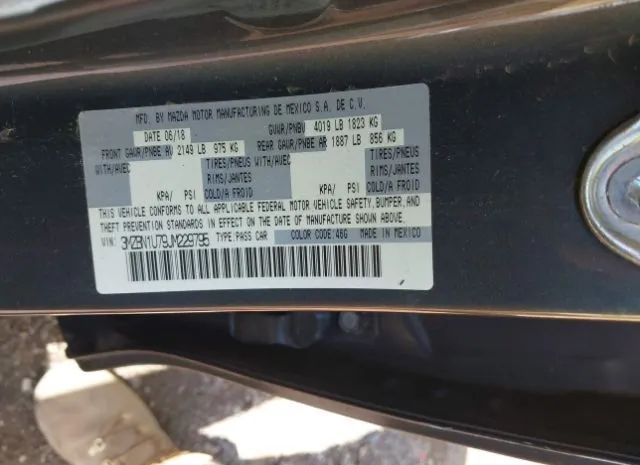 MFD. BY MAZDA MOTOR MANUFACTURING DE MEXICO S.A. DE C.V.
DATE 06/18 GVWR/PNBV 4019 LB 1823 KG
FRONT GAWR/PNBE AV 2149 LB 975 KG REAR GAWR/PNBE AR 1887 LB 856 KG
WITH/AVEC TIRES/PNEUS WITH/AVEC TIRES/PNEUS
RIMS/JANTES RIMS/JANTES
KPA/ PSI COLD/A FROID KPA/ PSI COLD/A FROID
THIS VEHICLE CONFORMS TO ALL APPLICABLE FEDERAL MOTOR VEHICLE SAFETY, BUMPER, AND
THEFT PREVENTION STANDARDS IN EFFECT ON THE DATE OF MANUFACTURE SHOWN ABOVE.
VIN: 3MZBN1U79JM229795 TYPE: PASS CAR COLOR CODE: 46G MADE IN MEXICO